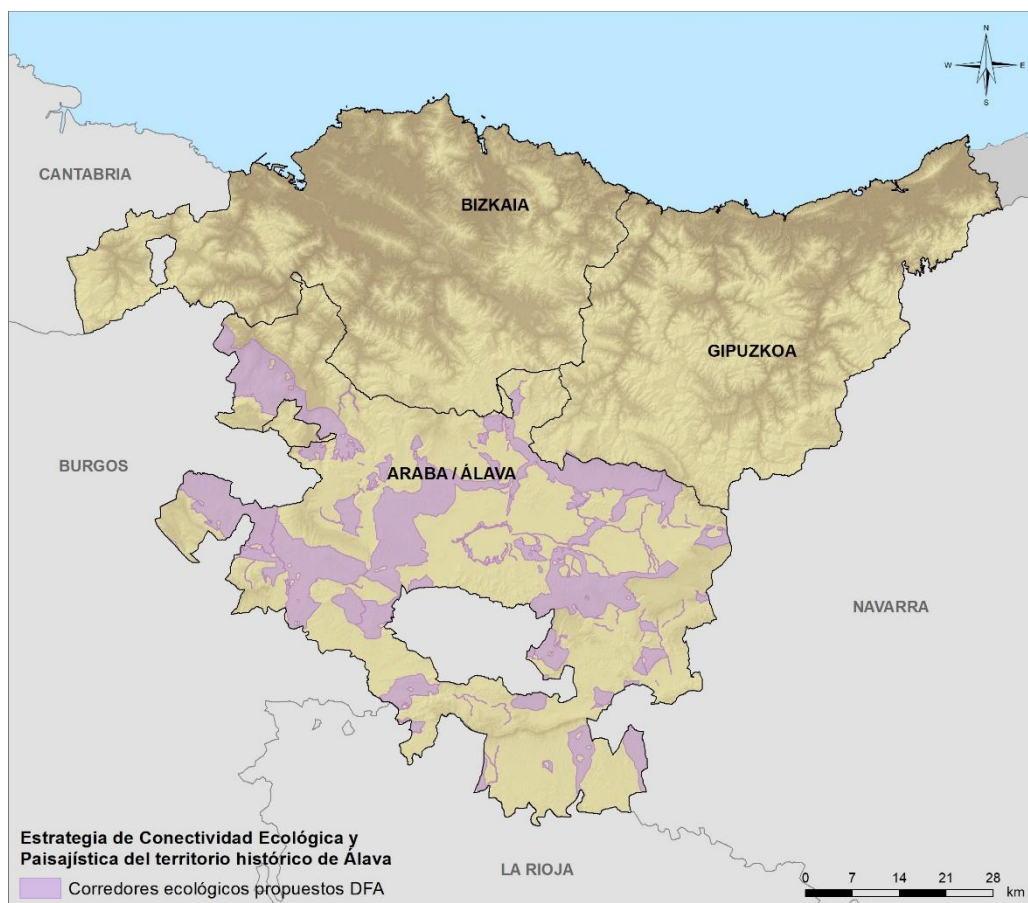 N
W E
S
CANTABRIA
BIZKAIA
GIPUZKOA
BURGOS
ARABA / ÁLAVA
NAVARRA
Estrategia de Conectividad Ecológica y
Paisajística del territorio histórico de Álava
Corredores ecológicos propuestos DFA
LA RIOJA
0 7 14 21 28
km